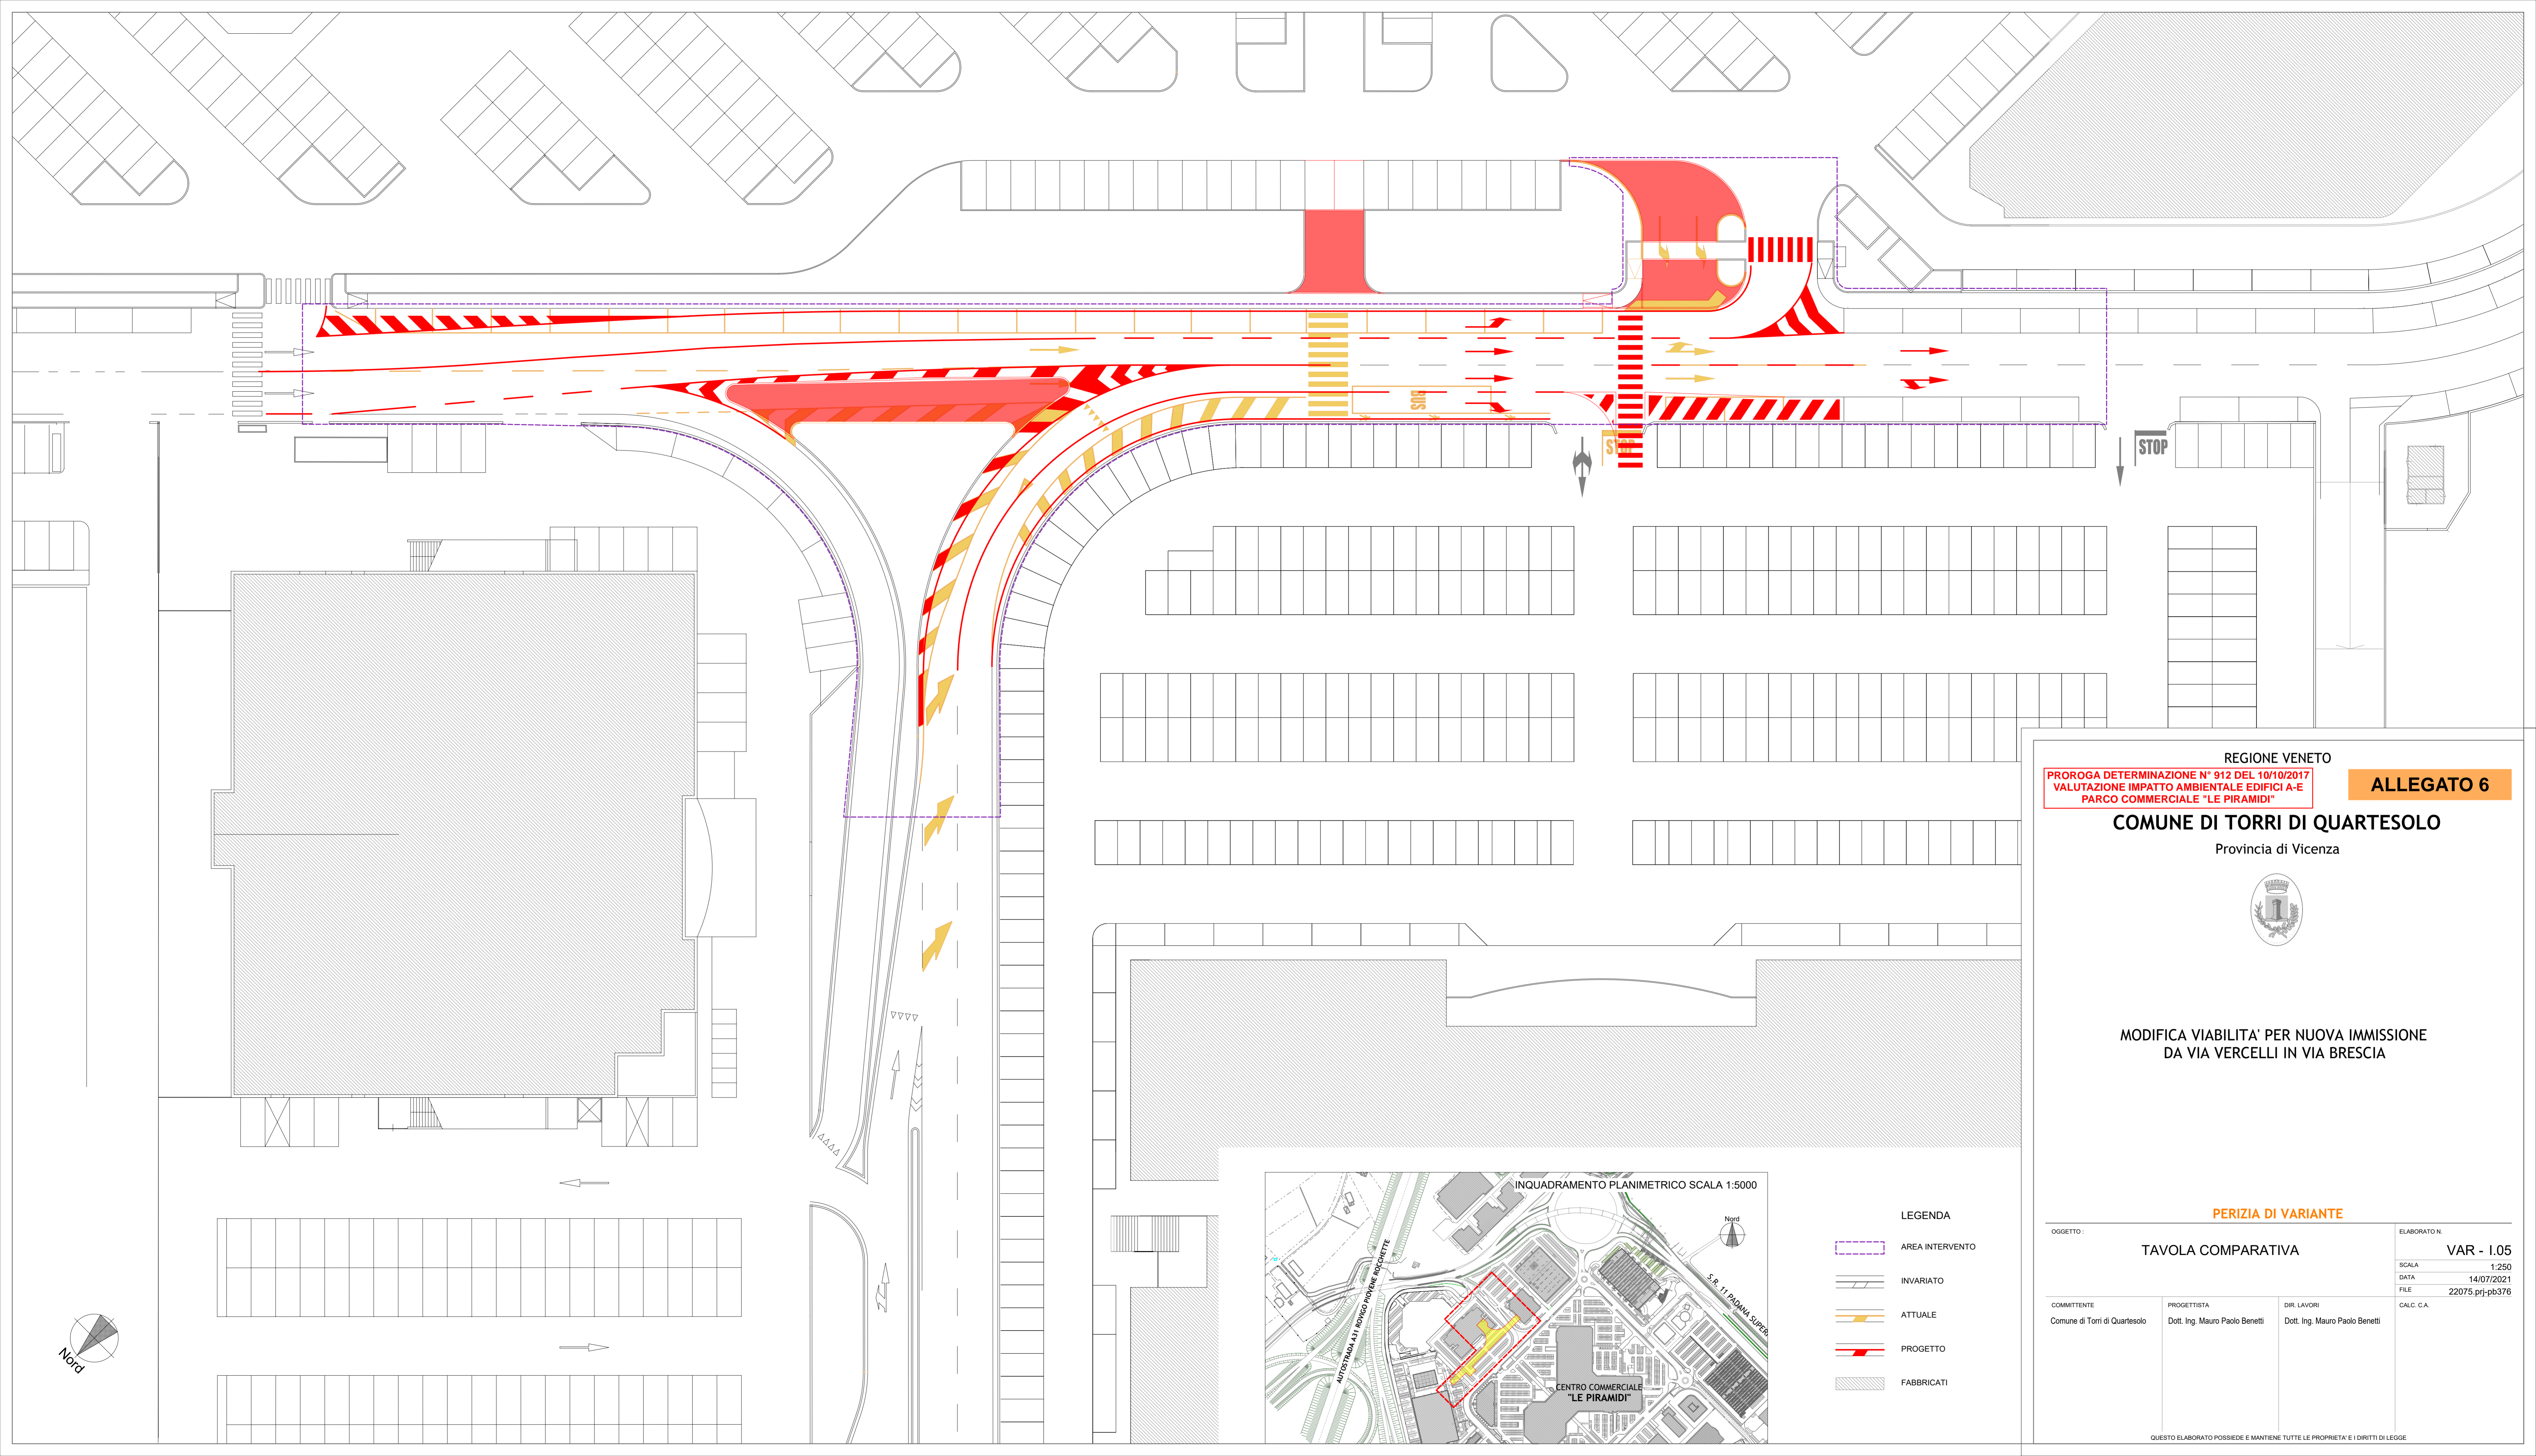 BUS
STOP
STOP
Nord
REGIONE VENETO
PROROGA DETERMINAZIONE N° 912 DEL 10/10/2017
VALUTAZIONE IMPATTO AMBIENTALE EDIFICI A-E
PARCO COMMERCIALE "LE PIRAMIDI"
ALLEGATO 6
COMUNE DI TORRI DI QUARTESOLO
Provincia di Vicenza
MODIFICA VIABILITA' PER NUOVA IMMISSIONE
DA VIA VERCELLI IN VIA BRESCIA
PERIZIA DI VARIANTE
OGGETTO :
TAVOLA COMPARATIVA
ELABORATO N.
VAR - I.05
SCALA
1:250
DATA
14/07/2021
FILE
22075.prj-pb376
COMMITTENTE
Comune di Torri di Quartesolo
PROGETTISTA
Dott. Ing. Mauro Paolo Benetti
DIR. LAVORI
Dott. Ing. Mauro Paolo Benetti
CALC. C.A.
QUESTO ELABORATO POSSIEDE E MANTIENE TUTTE LE PROPRIETA' E I DIRITTI DI LEGGE
INQUADRAMENTO PLANIMETRICO SCALA 1:5000
Nord
AUTOSTRADA A31 ROVIGO PIOVENE ROCCHETTE
S.R. 11 PADANA
CENTRO COMMERCIALE
"LE PIRAMIDI"
LEGENDA
AREA INTERVENTO
INVARIATO
ATTUALE
PROGETTO
FABBRICATI